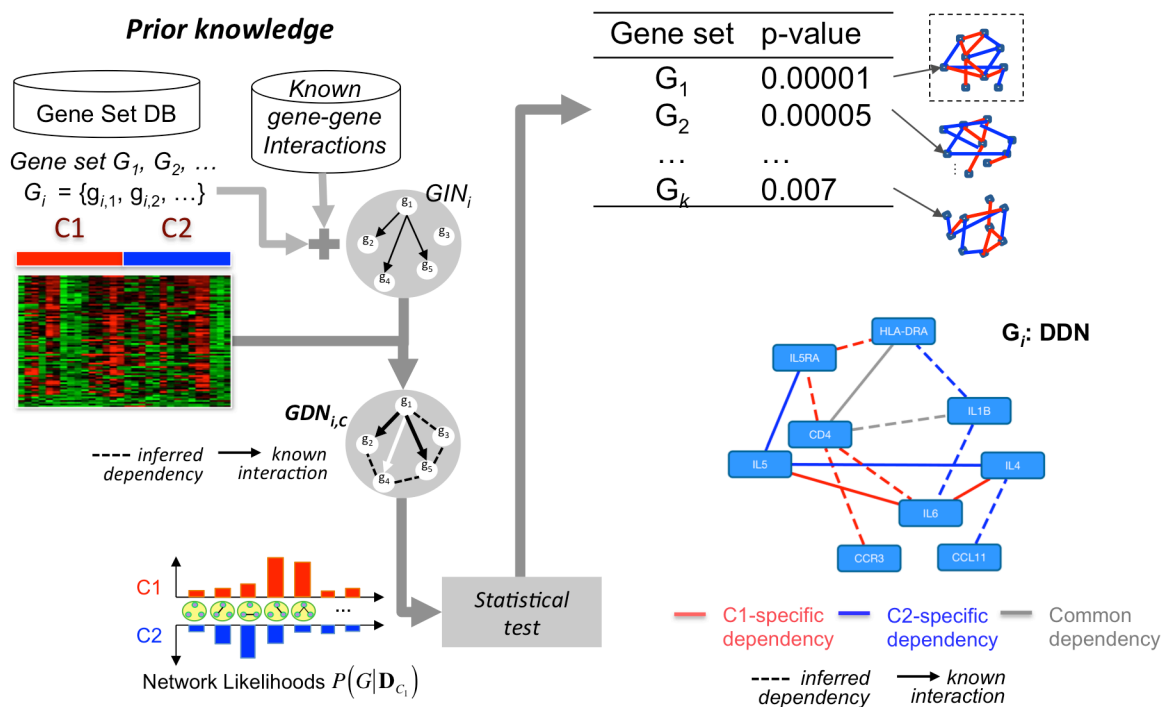 Prior knowledge
Gene Set DB
Known
gene-gene
Interactions
Gene set G1, G2, …
Gi = {gi,1, gi,2, …}
C1 C2
GINi
g1
g2
g3
g4
g5
GDNi,C
g1
g2
g3
g4
g5
inferred
dependency
known
interaction
C1
...
C2
Network Likelihoods P(G|DC1)
Statistical
test
Gene set p-value
G1 0.00001
G2 0.00005
… …
Gk 0.007
...
Gi: DDN
HLA-DRA
IL5RA
IL1B
CD4
IL5
IL4
IL6
CCR3
CCL11
C1-specific
dependency
C2-specific
dependency
Common
dependency
inferred
dependency
known
interaction